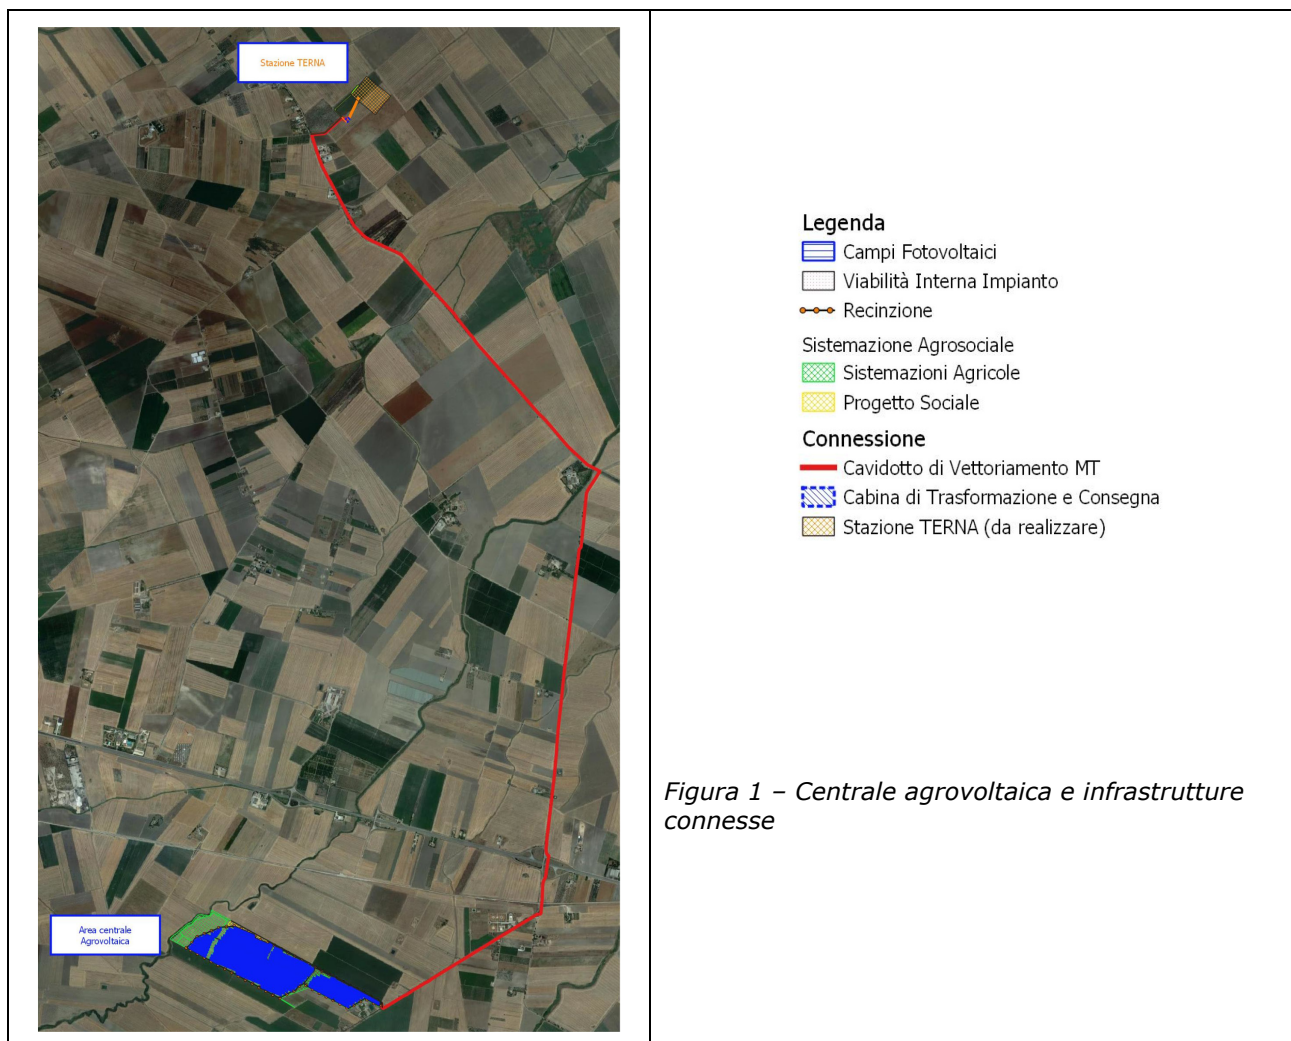 Stazione TERNA
Area centrale
Agrovoltaica
Legenda
Campi Fotovoltaici
Viabilità Interna Impianto
Recinzione
Sistemazione Agrosociale
Sistemazioni Agricole
Progetto Sociale
Connessione
Cavidotto di Vettoriamento MT
Cabina di Trasformazione e Consegna
Stazione TERNA (da realizzare)
Figura 1 – Centrale agrovoltaica e infrastrutture
connesse